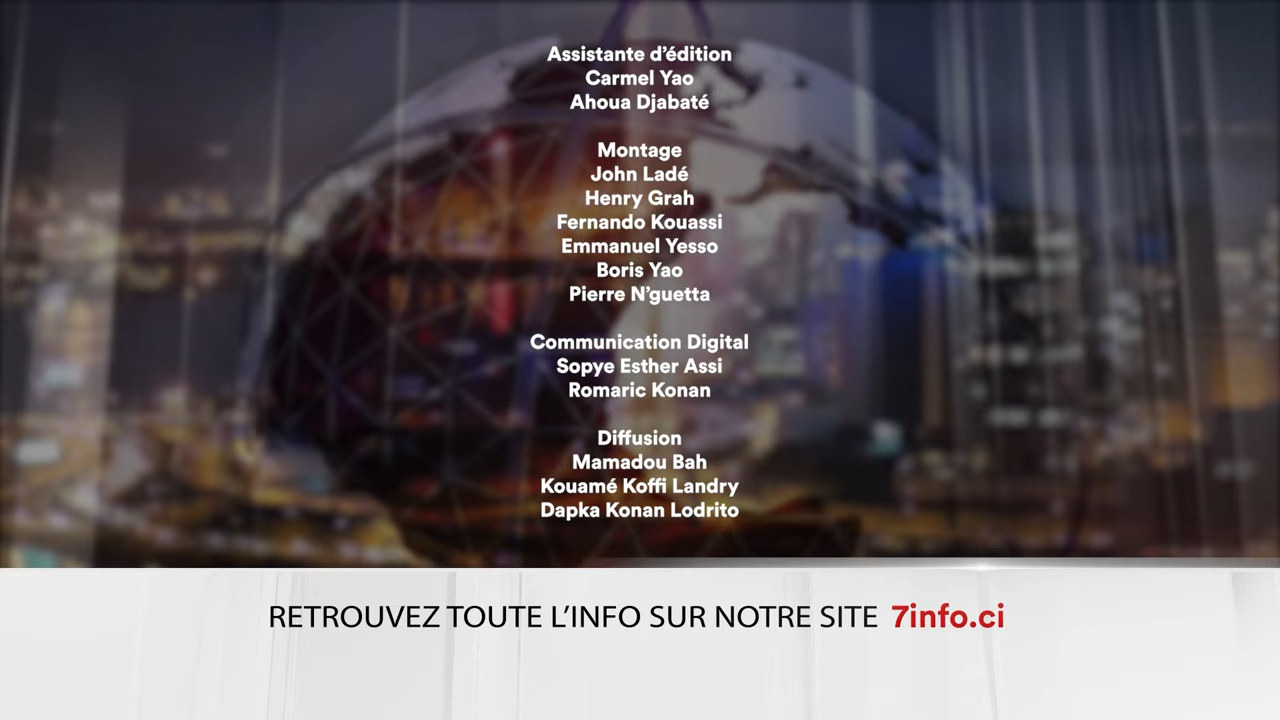 Assistante d’édition
Carmel Yao
Ahoua Djabaté
Montage
John Ladé
Henry Grah
Fernando Kouassi
Emmanuel Yesso
Boris Yao
Pierre N’guetta
Communication Digital
Sopye Esther Assi
Romaric Konan
Diffusion
Mamadou Bah
Kouamé Koffi Landry
Dapka Konan Lodrito
RETROUVEZ TOUTE L’INFO SUR NOTRE SITE 7info.ci